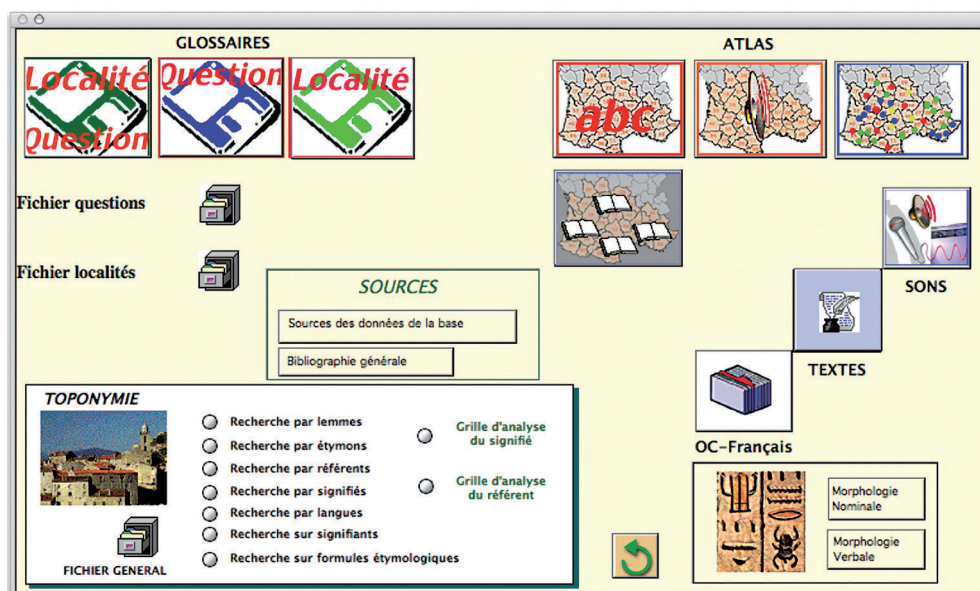 GLOSSAIRES
ATLAS
Localité
Question
Question
Localité
abc
Fichier questions
Fichier localités
SOURCES
Sources des données de la base
Bibliographie générale
SONS
TEXTES
OC-Français
TOPONYMIE
Recherche par lemmes
Recherche par étymons
Recherche par référents
Recherche par signifiés
Recherche par langues
Recherche sur signifiants
Recherche sur formules étymologiques
Grille d'analyse
du signifié
Grille d'analyse
du référent
FICHIER GENERAL
Morphologie
Nominale
Morphologie
Verbale